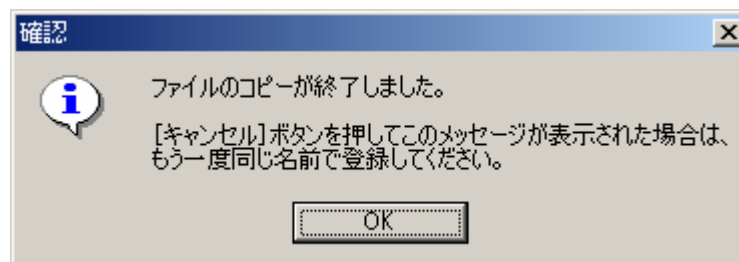 確認
ファイルのコピーが終了しました。
[キャンセル]ボタンを押してこのメッセージが表示された場合は、
もう一度同じ名前で登録してください。
OK